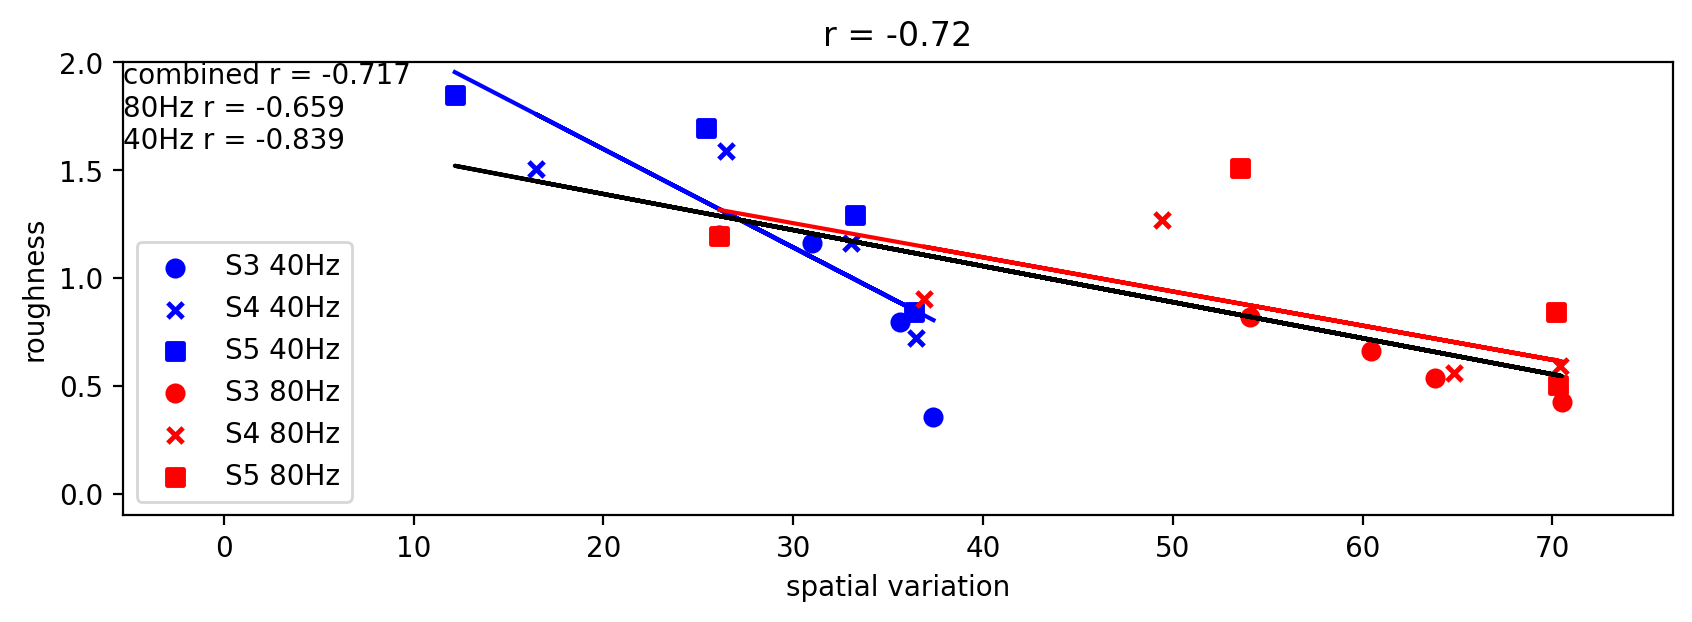 r = -0.72
combined r = -0.717
80Hz r = -0.659
40Hz r = -0.839
2.0
1.5
1.0
0.5
0.0
roughness
S3 40Hz
S4 40Hz
S5 40Hz
S3 80Hz
S4 80Hz
S5 80Hz
0 10 20 30 40 50 60 70
spatial variation